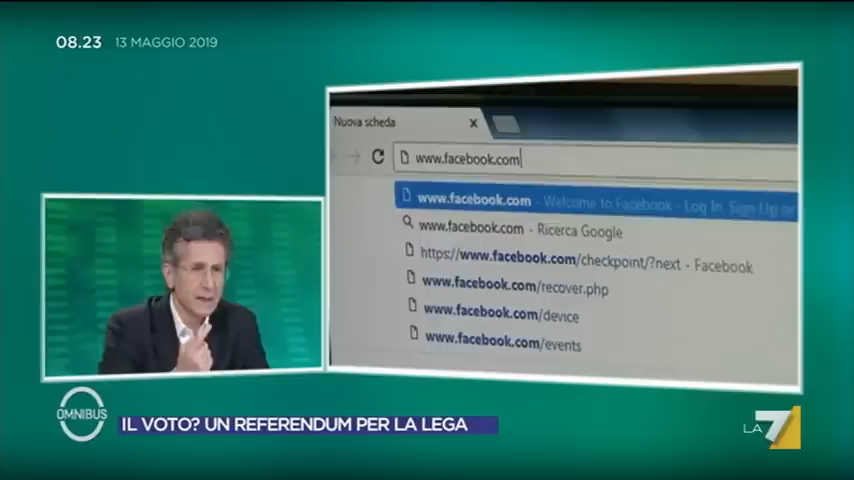 08.23 13 MAGGIO 2019
Nuova scheda
www.facebook.com
www.facebook.com - Welcome to Facebook - Log In, Sign Up or
www.facebook.com - Ricerca Google
https://www.facebook.com/checkpoint/?next - Facebook
www.facebook.com/recover.php
www.facebook.com/device
www.facebook.com/events
OMNIBUS
IL VOTO? UN REFERENDUM PER LA LEGA
LA 7